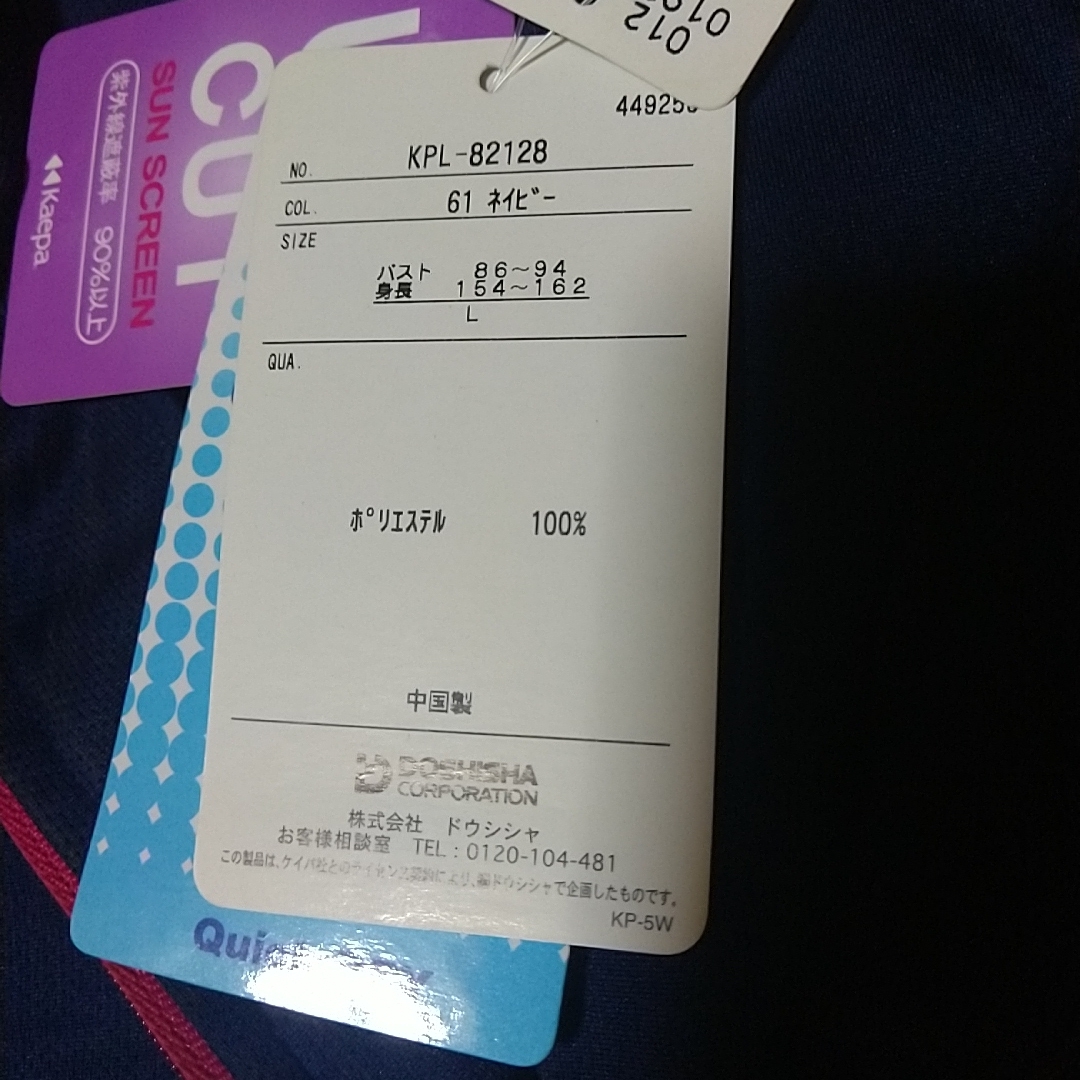 CUT
SUN SCREEN
紫外線遮蔽率 90%以上
Kaepa
012
NO. KPL-82128
COL. 61 ネイビー
SIZE
バスト 86~94
身長 154~162
L
QUA.
ポリエステル 100%
中国製
DOSHISHA
CORPORATION
株式会社 ドウシシャ
お客様相談室 TEL:0120-104-481
この製品は、ケイパ社とのライセンス契約により、㈱ドウシシャで企画したものです。
KP-5W